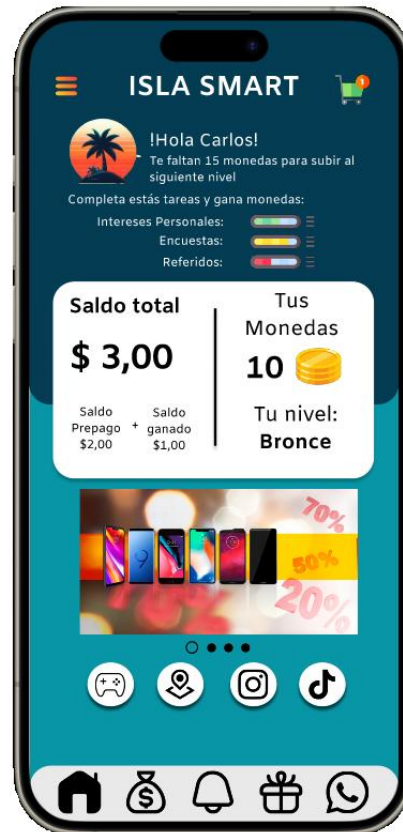 ISLA SMART
1
!Hola Carlos!
Te faltan 15 monedas para subir al
siguiente nivel
Completa estás tareas y gana monedas:
Intereses Personales:
Encuestas:
Referidos:
Saldo total
$ 3,00
Saldo
Prepago
$2,00
+
Saldo
ganado
$1,00
Tus
Monedas
10
Tu nivel:
Bronce
9
70%
50%
20%
$